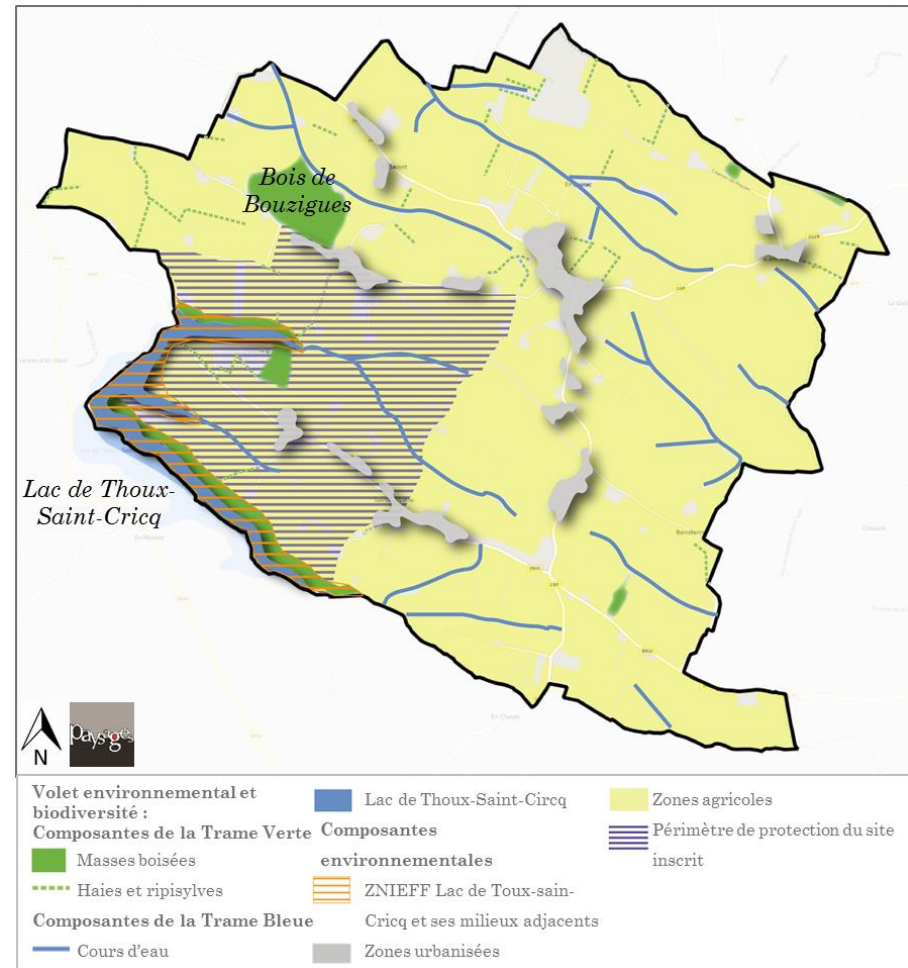 Bois de
Bouzigues
Lac de Thoux-
Saint-Cricq
N
paysages
Volet environnemental et
biodiversité :
Composantes de la Trame Verte
Masses boisées
Haies et ripisylves
Composantes de la Trame Bleue
Cours d'eau
Lac de Thoux-Saint-Circq
Composantes
environnementales
ZNIEFF Lac de Toux-sain-
Cricq et ses milieux adjacents
Zones urbanisées
Zones agricoles
Périmètre de protection du site
inscrit